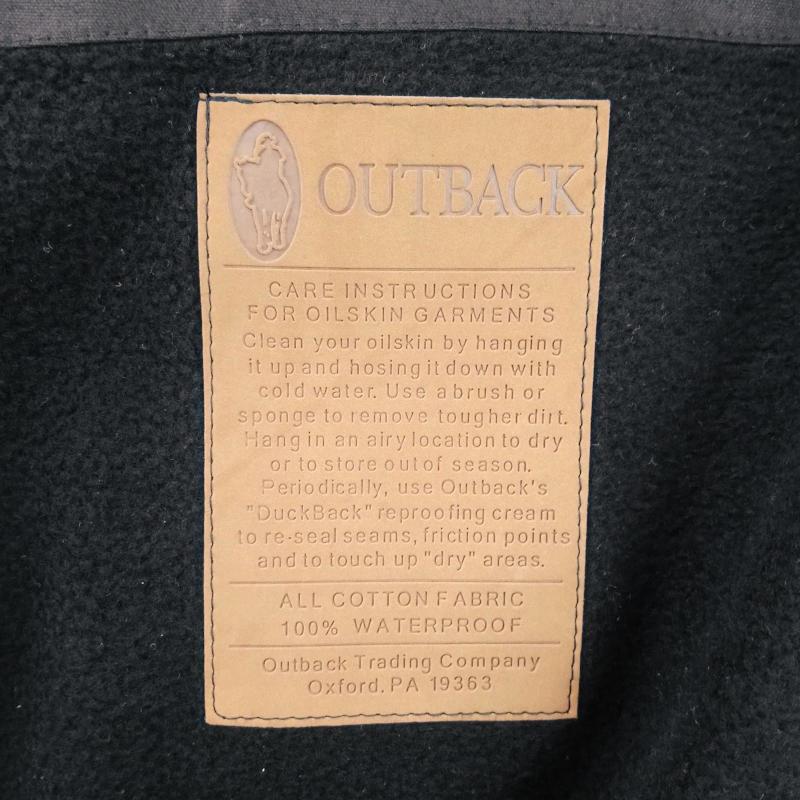 OUTBACK
CARE INSTRUCTIONS
FOR OILSKIN GARMENTS
Clean your oilskin by hanging
it up and hosing it down with
cold water. Use a brush or
sponge to remove tougher dirt.
Hang in an airy location to dry
or to store out of season.
Periodically, use Outback's
"DuckBack" reproofing cream
to re-seal seams, friction points
and to touch up "dry" areas.
ALL COTTON FABRIC
100% WATERPROOF
Outback Trading Company
Oxford. PA 19363